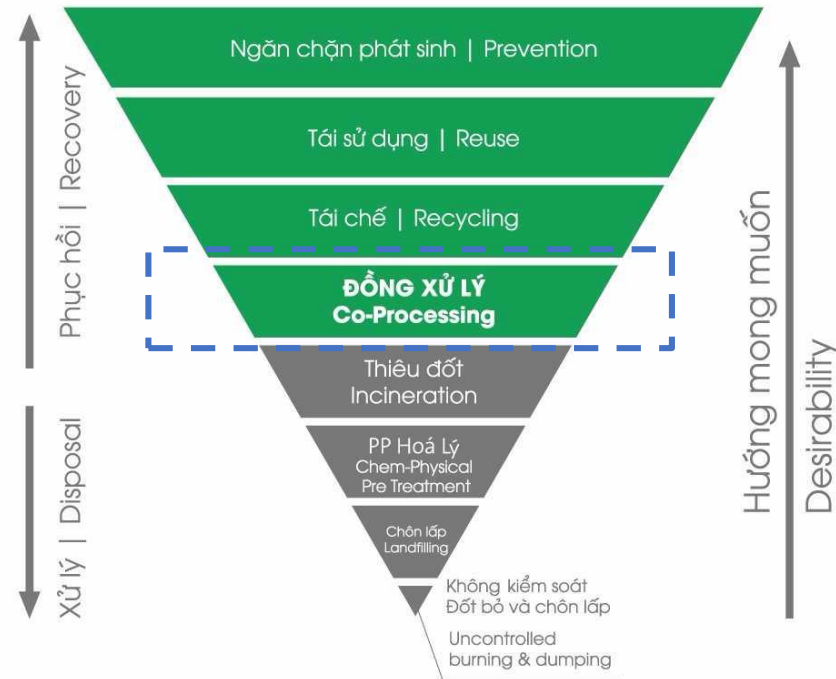 Ngăn chặn phát sinh | Prevention
Tái sử dụng | Reuse
Tái chế | Recycling
ĐỒNG XỬ LÝ
Co-Processing
Thiêu đốt
Incineration
PP Hoá Lý
Chem-Physical
Pre Treatment
Chôn lấp
Landfilling
Không kiểm soát
Đốt bỏ và chôn lấp
Uncontrolled
burning & dumping
Phục hồi | Recovery
Xử lý | Disposal
Hướng mong muốn
Desirability